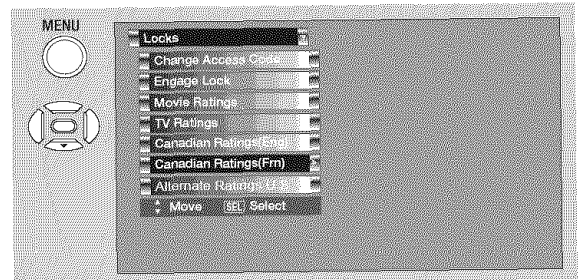 MENU
Locks
Change Access Code
Engage Lock
Movie Ratings
TV Ratings
Canadian Ratings(Eng)
Canadian Ratings(Frn)
Alternate Ratings U.S
Move SEL Select